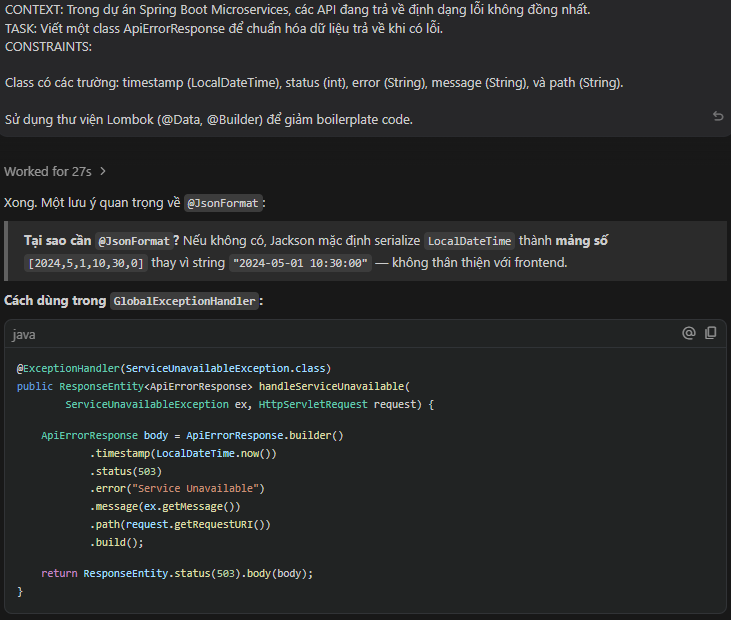 CONTEXT: Trong dự án Spring Boot Microservices, các API đang trả về định dạng lỗi không đồng nhất.
TASK: Viết một class ApiErrorResponse để chuẩn hóa dữ liệu trả về khi có lỗi.
CONSTRAINTS:
Class có các trường: timestamp (LocalDateTime), status (int), error (String), message (String), và path (String).
Sử dụng thư viện Lombok (@Data, @Builder) để giảm boilerplate code.
Worked for 27s >
Xong. Một lưu ý quan trọng về @JsonFormat:
Tại sao cần @JsonFormat? Nếu không có, Jackson mặc định serialize LocalDateTime thành mảng số
[2024,5,1,10,30,0] thay vì string "2024-05-01 10:30:00" — không thân thiện với frontend.
Cách dùng trong GlobalExceptionHandler:
java
@ExceptionHandler(ServiceUnavailableException.class)
public ResponseEntity<ApiErrorResponse> handleServiceUnavailable(
        ServiceUnavailableException ex, HttpServletRequest request) {
    ApiErrorResponse body = ApiErrorResponse.builder()
            .timestamp(LocalDateTime.now())
            .status(503)
            .error("Service Unavailable")
            .message(ex.getMessage())
            .path(request.getRequestURI())
            .build();
    return ResponseEntity.status(503).body(body);
}